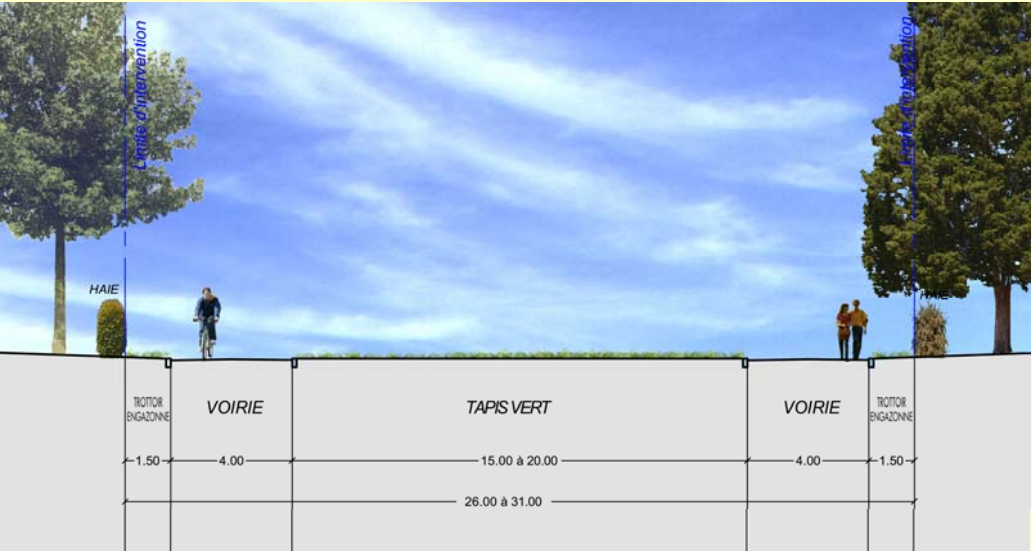 Limite d'intervention
Limite d'intervention
HAIE
HAIE
TROTTOIR
ENGAZONNE
VOIRIE
TAPIS VERT
VOIRIE
TROTTOIR
ENGAZONNE
1.50
4.00
15.00 à 20.00
4.00
1.50
26.00 à 31.00